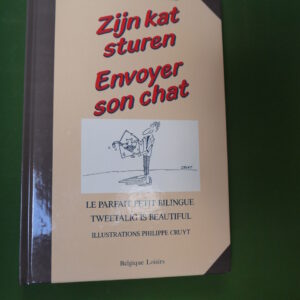 Zijn kat
sturen
Envoyer
son chat
CRUYT
LE PARFAIT PETIT BILINGUE
TWEETALIG IS BEAUTIFUL
ILLUSTRATIONS PHILIPPE CRUYT
Belgique Loisirs